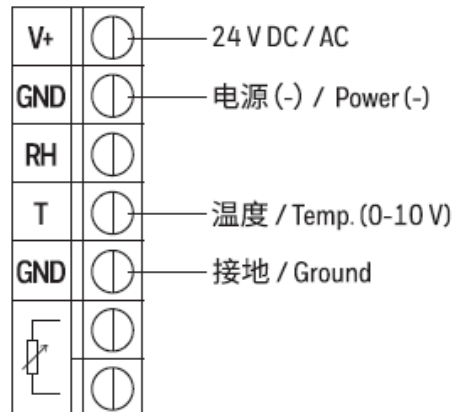 V+ 24 V DC / AC
GND 电源 (-) / Power (-)
RH
T 温度 / Temp. (0-10 V)
GND 接地 / Ground